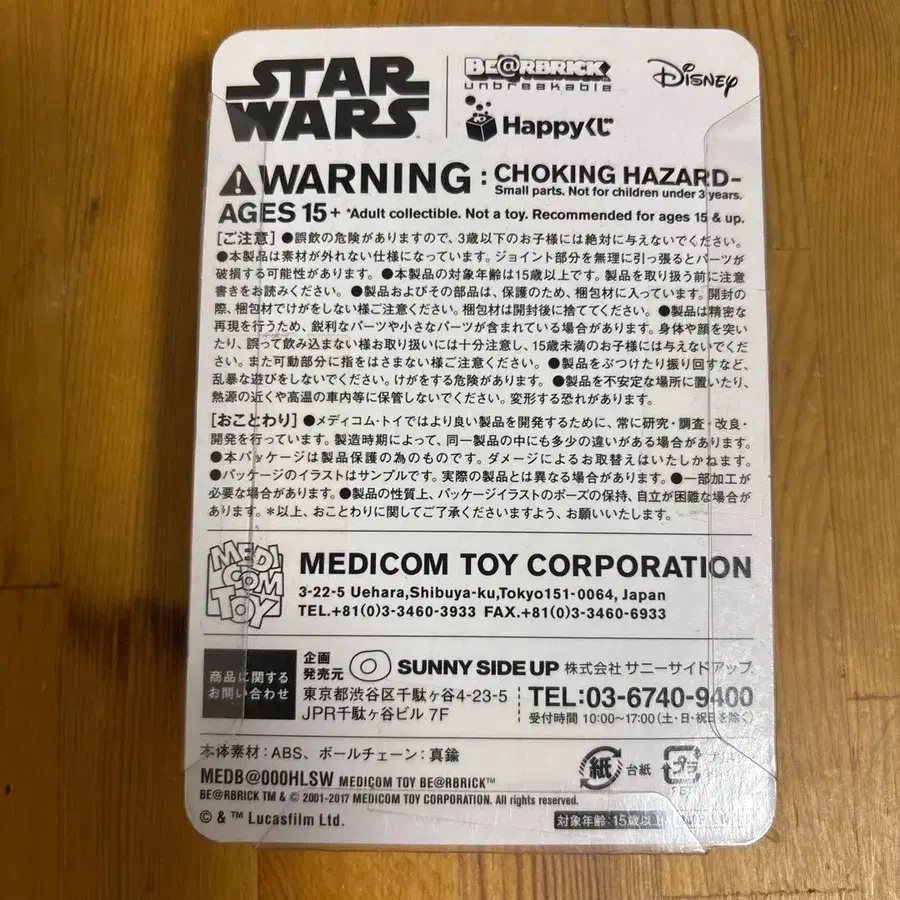 STAR
WARS™
BE@RBRICK
unbreakable
Happyくじ
Disney
WARNING : CHOKING HAZARD-
Small parts. Not for children under 3 years.
AGES 15+ *Adult collectible. Not a toy. Recommended for ages 15 & up.
[ご注意] ●誤飲の危険がありますので、3歳以下のお子様には絶対に与えないでください。
●本製品は素材が外れない仕様になっています。ジョイント部分を無理に引っ張るとパーツが
破損する可能性があります。●本製品の対象年齢は15歳以上です。製品を取り扱う前に注意
書きをお読みください。●製品およびその部品は、保護のため、梱包材に入っています。開封の
際、梱包材でけがをしない様ご注意ください。梱包材は開封後に捨ててください。●製品は精密な
再現を行うため、鋭利なパーツや小さなパーツが含まれている場合があります。身体や顔を突い
たり、誤って飲み込まない様お取り扱いには十分注意し、15歳未満のお子様には与えないでくだ
さい。また可動部分に指をはさまない様ご注意ください。●製品をぶつけたり振り回すなど、
乱暴な遊びをしないでください。けがをする危険があります。●製品を不安定な場所に置いたり、
熱源の近くや高温の車内等に保管しないでください。変形する恐れがあります。
[おことわり] ●メディコム・トイではより良い製品を開発するために、常に研究・調査・改良・
開発を行っています。製造時期によって、同一製品の中にも多少の違いがある場合があります。
●本パッケージは製品保護の為のものです。ダメージによるお取替えはいたしかねます。
●パッケージのイラストはサンプルです。実際の製品とは異なる場合があります。●一部加工が
必要な場合があります。●製品の性質上、パッケージイラストのポーズの保持、自立が困難な場合が
あります。*以上、おことわりに関してご了承くださいますよう、お願いいたします。
MEDI
COM
TOY
MEDICOM TOY CORPORATION
3-22-5 Uehara,Shibuya-ku,Tokyo151-0064, Japan
TEL.+81(0)3-3460-3933 FAX.+81(0)3-3460-6933
商品に関する
お問い合わせ
企画
発売元
SUNNY SIDE UP 株式会社 サニーサイドアップ
東京都渋谷区千駄ヶ谷4-23-5
JPR千駄ヶ谷ビル 7F
TEL:03-6740-9400
受付時間 10:00~17:00(土・日・祝日を除く)
本体素材:ABS、ボールチェーン:真鍮
紙 台紙
プラ
PET
MEDB@000HLSW MEDICOM TOY BE@RBRICK™
BE@RBRICK TM & © 2001-2017 MEDICOM TOY CORPORATION. All rights reserved.
© & ™ Lucasfilm Ltd.
対象年齢:15歳以上